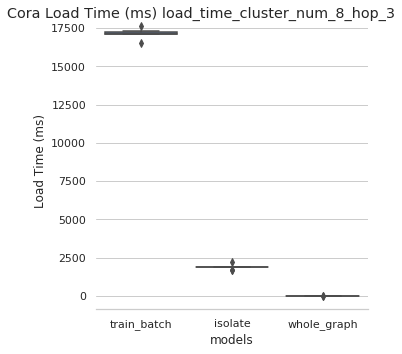 Cora Load Time (ms) load_time_cluster_num_8_hop_3
17500
15000
12500
10000
7500
5000
2500
0
Load Time (ms)
train_batch
isolate
whole_graph
models